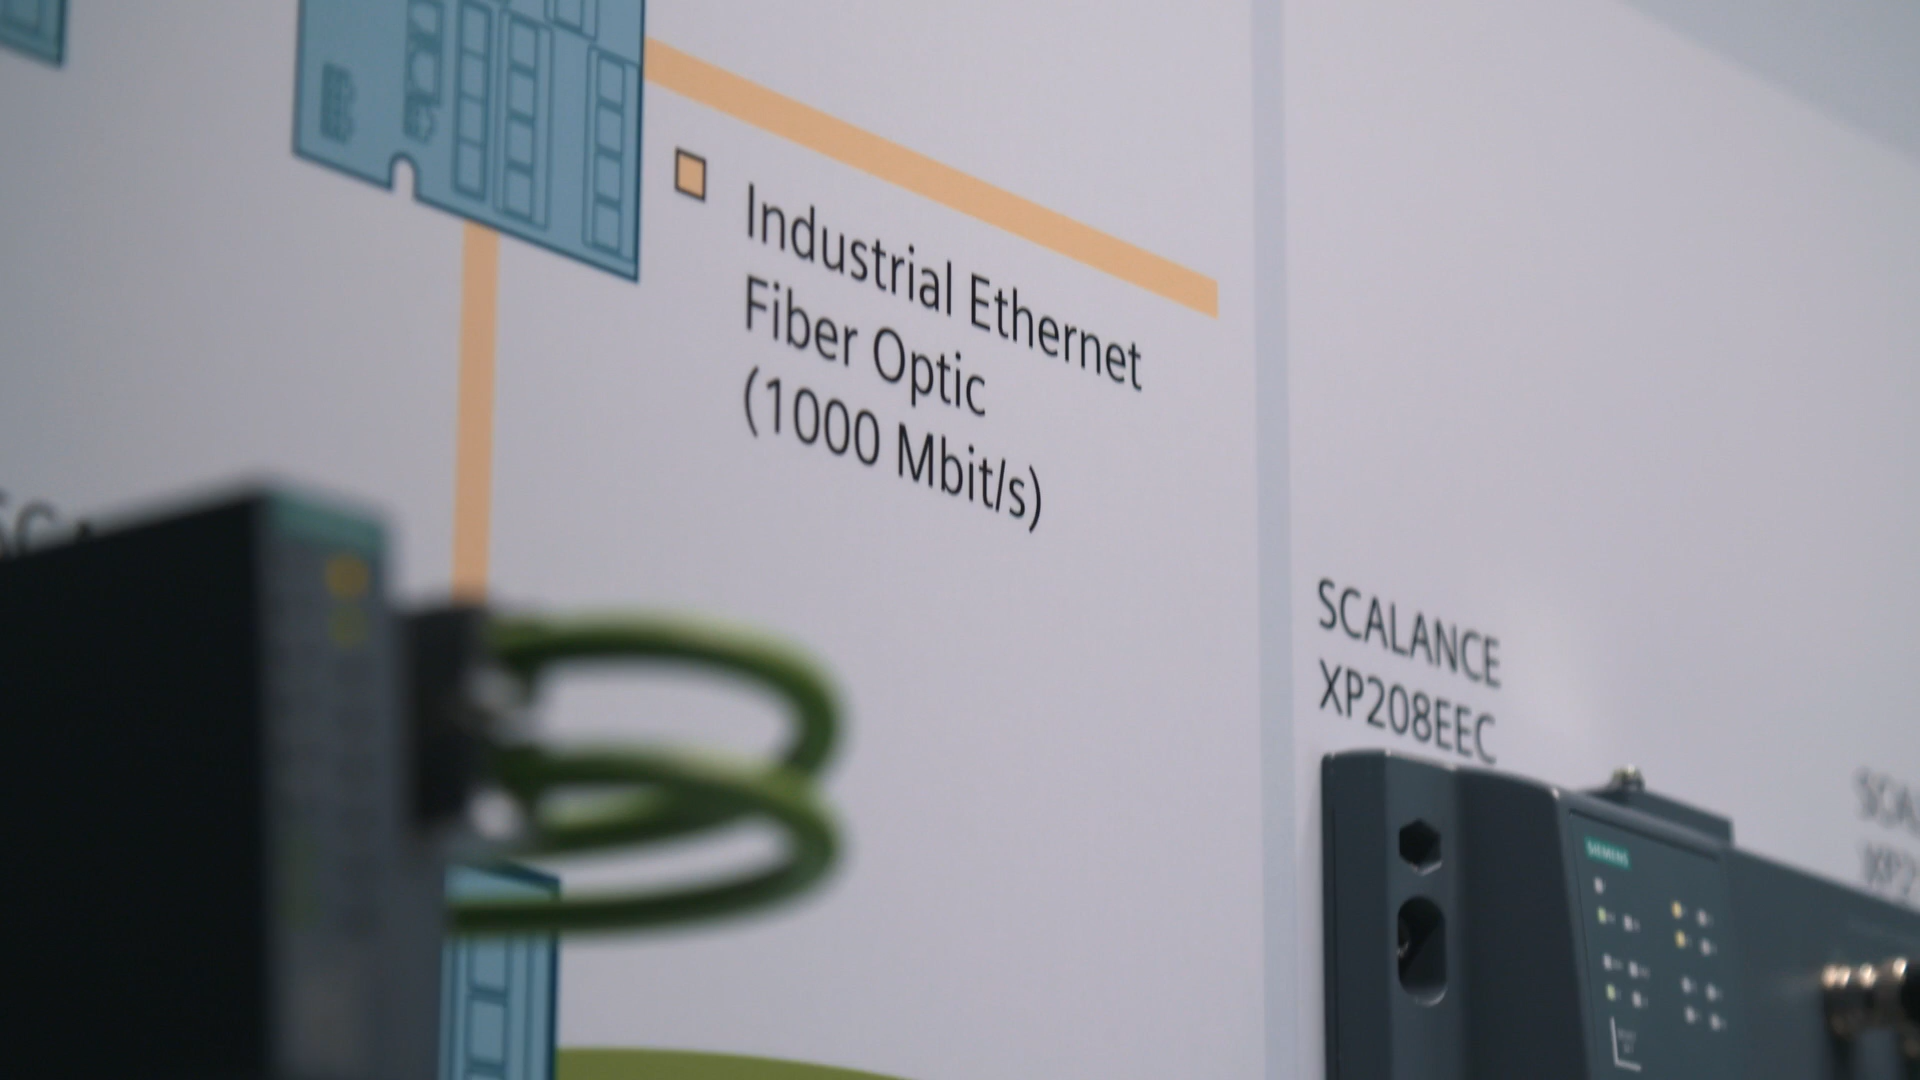 Industrial Ethernet
Fiber Optic
(1000 Mbit/s)
SCALANCE
XP208EEC
SIEMENS